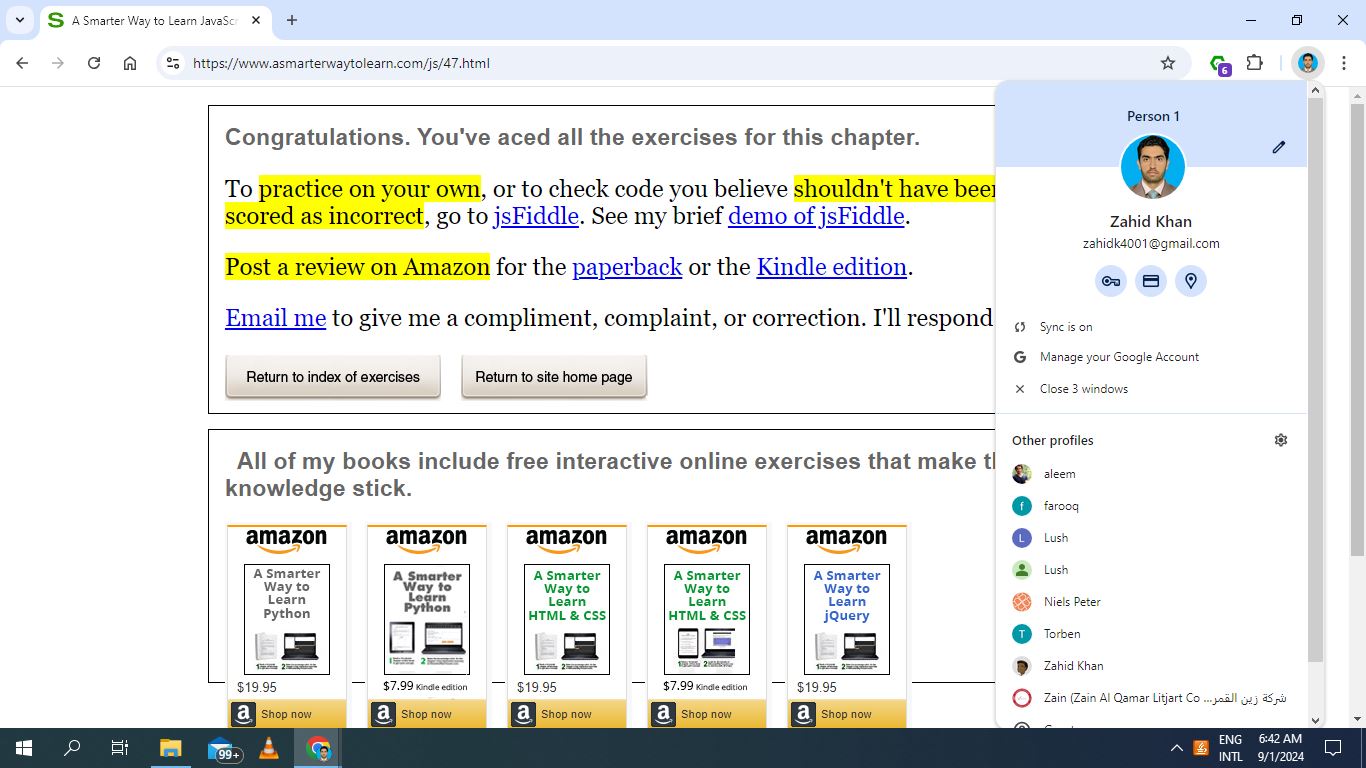 A Smarter Way to Learn JavaScr
https://www.asmarterwaytolearn.com/js/47.html
6
Congratulations. You've aced all the exercises for this chapter.
To practice on your own, or to check code you believe shouldn't have been
scored as incorrect, go to jsFiddle. See my brief demo of jsFiddle.
Post a review on Amazon for the paperback or the Kindle edition.
Email me to give me a compliment, complaint, or correction. I'll respond
Return to index of exercises
Return to site home page
All of my books include free interactive online exercises that make th
knowledge stick.
amazon
A Smarter
Way to
Learn
Python
$19.95
Shop now
amazon
A Smarter
Way to
Learn
Python
$7.99 Kindle edition
Shop now
amazon
A Smarter
Way to
Learn
HTML & CSS
$19.95
Shop now
amazon
A Smarter
Way to
Learn
HTML & CSS
$7.99 Kindle edition
Shop now
amazon
A Smarter
Way to
Learn
jQuery
$19.95
Shop now
Person 1
Zahid Khan
zahidk4001@gmail.com
Sync is on
Manage your Google Account
Close 3 windows
Other profiles
aleem
f farooq
L Lush
Lush
Niels Peter
T Torben
Zahid Khan
Zain (Zain Al Qamar Litjart Co ...شركة زين القمر
99+
ENG
INTL
6:42 AM
9/1/2024